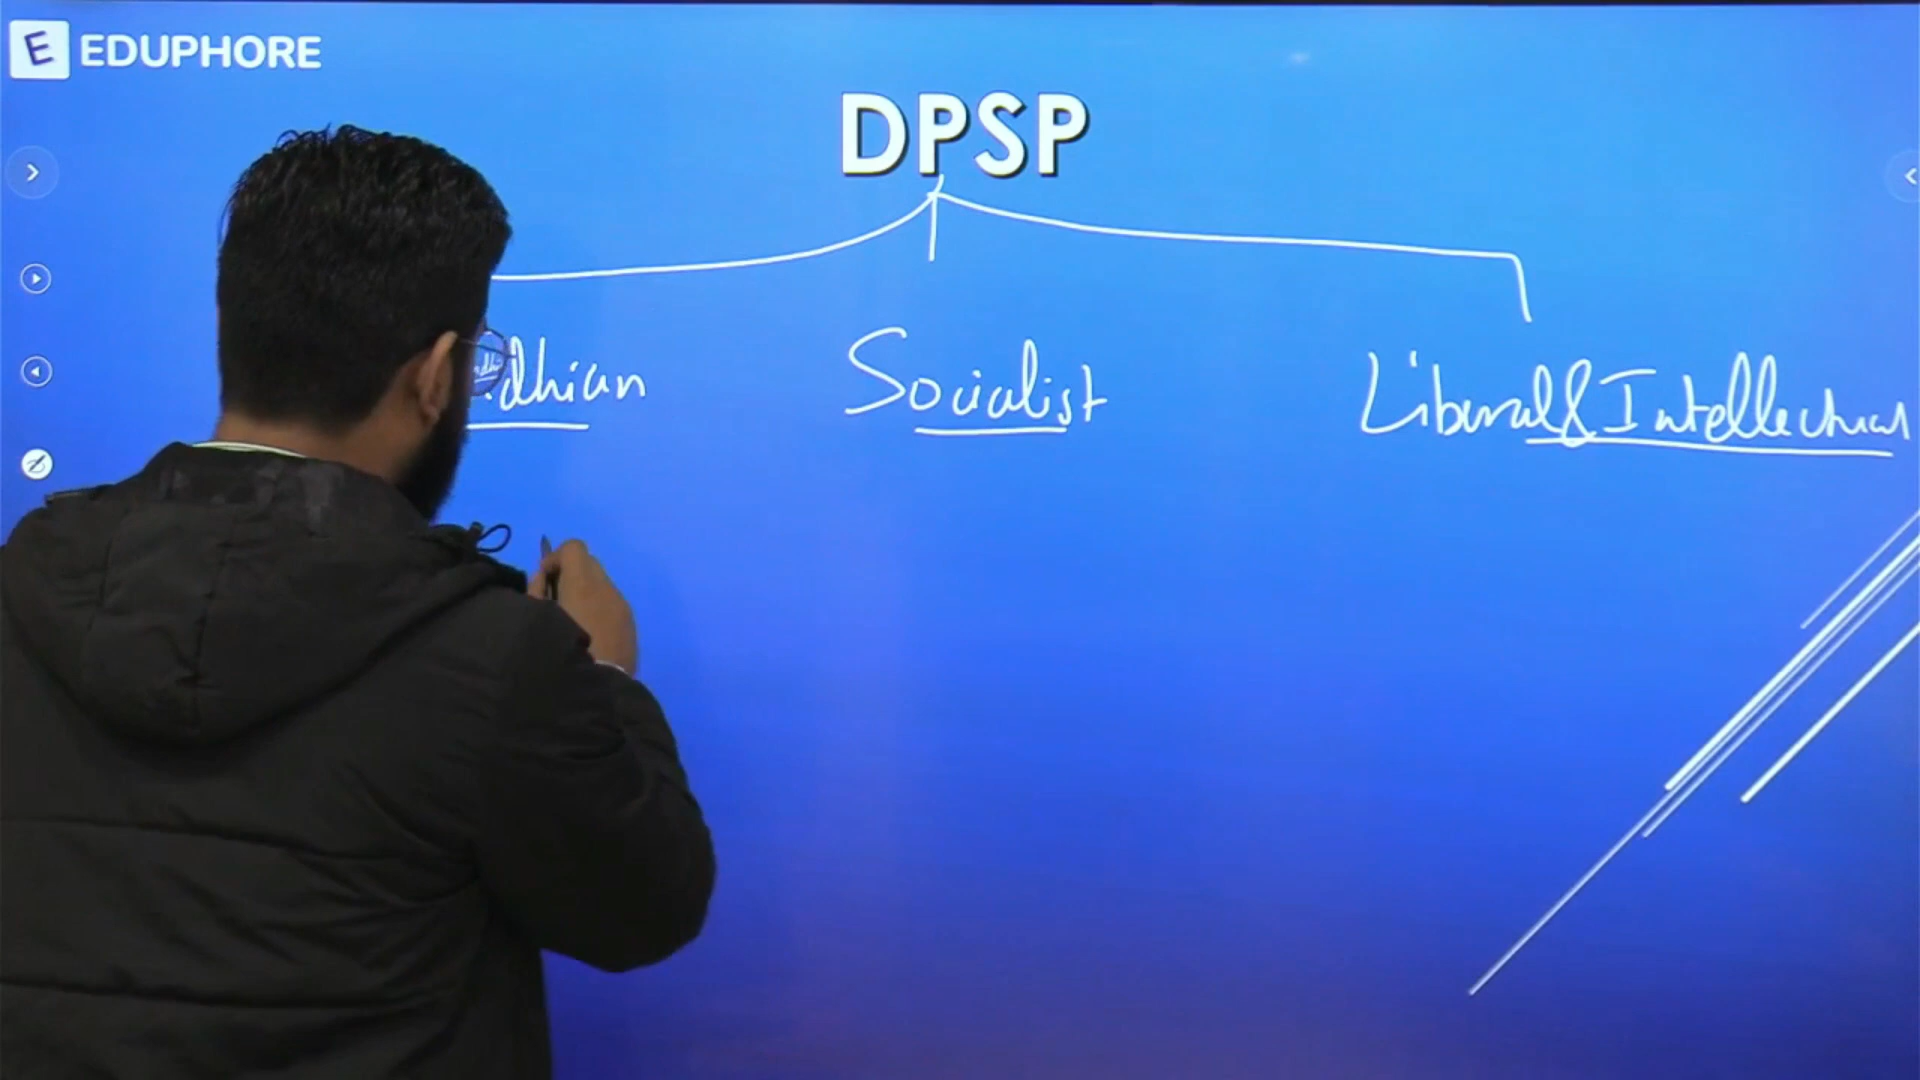 E EDUPHORE
DPSP
dhian
Socialist
Liberal & Intellectual